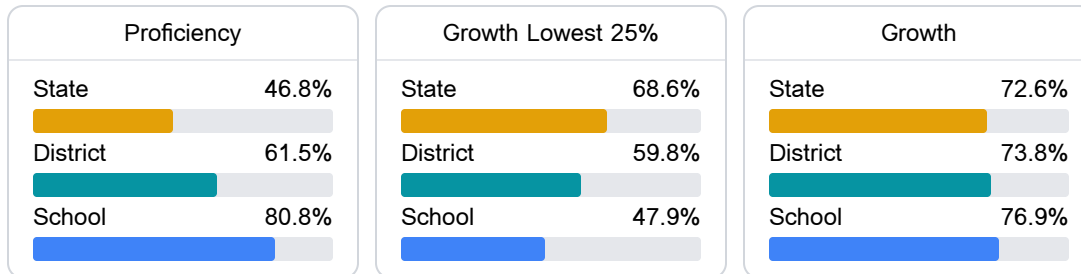 Proficiency
State 46.8%
District 61.5%
School 80.8%
Growth Lowest 25%
State 68.6%
District 59.8%
School 47.9%
Growth
State 72.6%
District 73.8%
School 76.9%